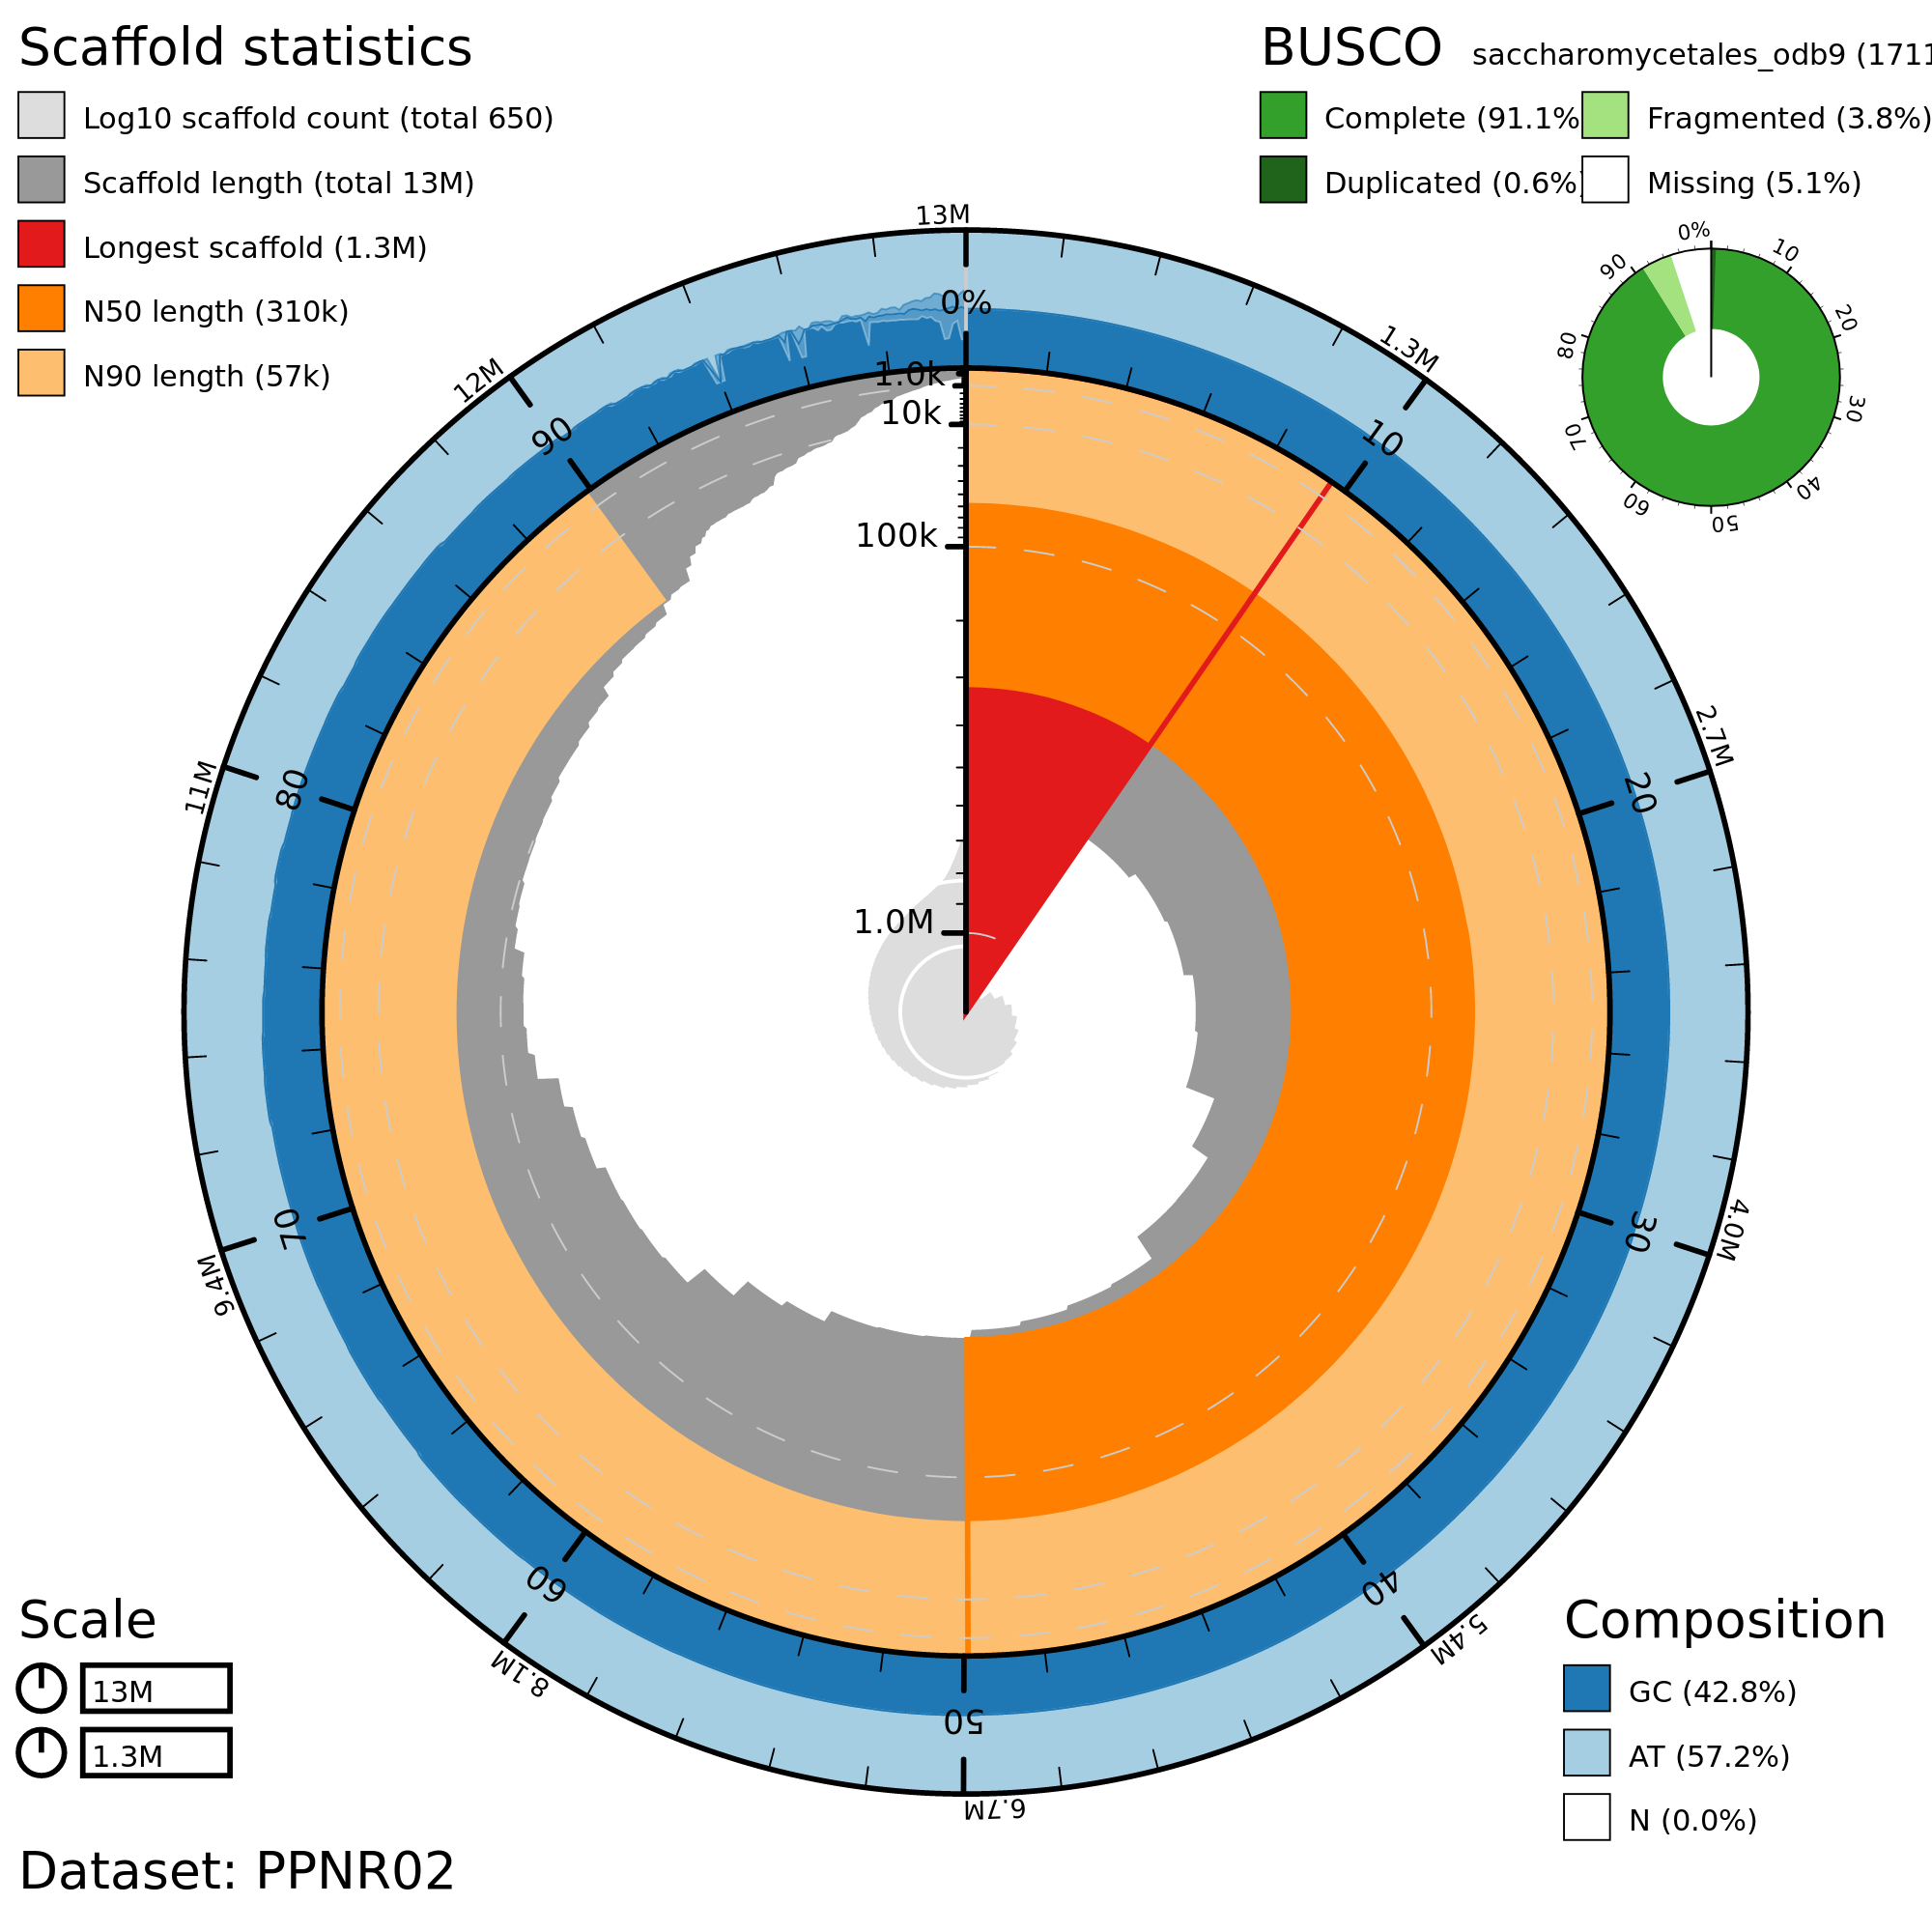 Scaffold statistics
Log10 scaffold count (total 650)
Scaffold length (total 13M)
Longest scaffold (1.3M)
N50 length (310k)
N90 length (57k)
BUSCO saccharomycetales_odb9 (1711
Complete (91.1%
Fragmented (3.8%)
Duplicated (0.6%)
Missing (5.1%)
0%
10
20
30
40
50
60
70
80
90
13M
1.3M
2.7M
4.0M
5.4M
6.7M
8.1M
9.4M
11M
12M
0%
10
20
30
40
50
60
70
80
90
1.0k
10k
100k
1.0M
Scale
13M
1.3M
Composition
GC (42.8%)
AT (57.2%)
N (0.0%)
Dataset: PPNR02